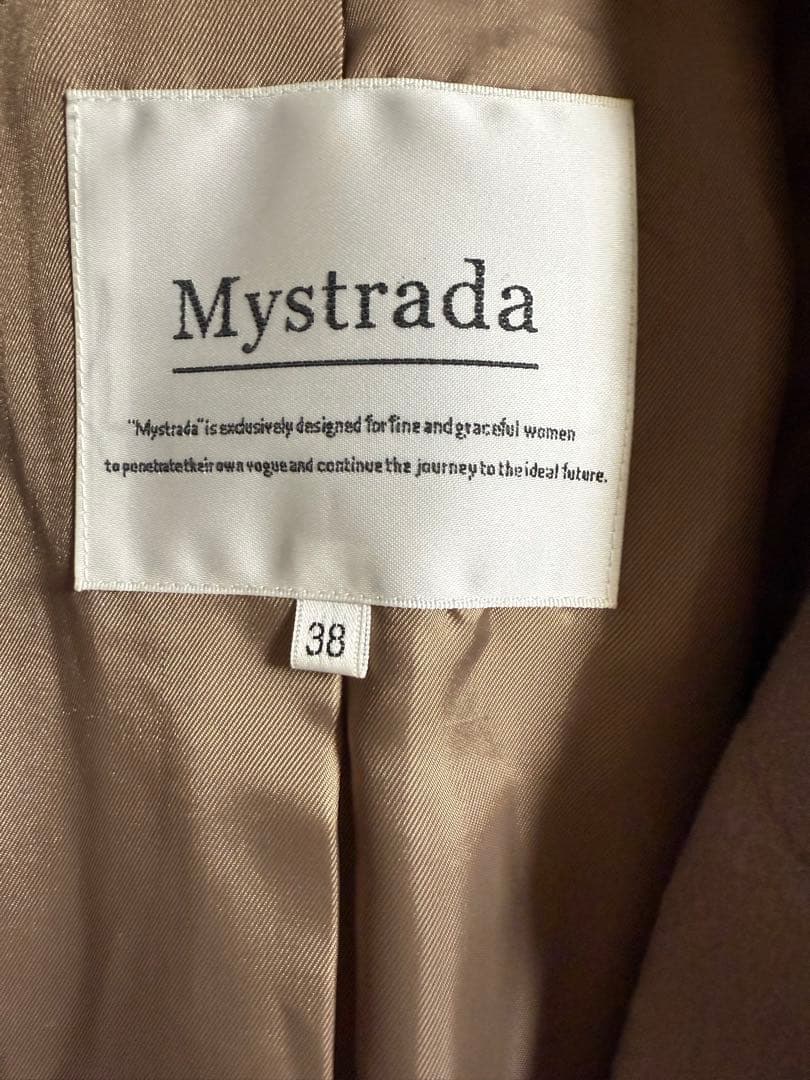 Mystrada
"Mystrada" is exclusively designed for fine and graceful women
to penetrate their own vogue and continue the journey to the ideal future.
38